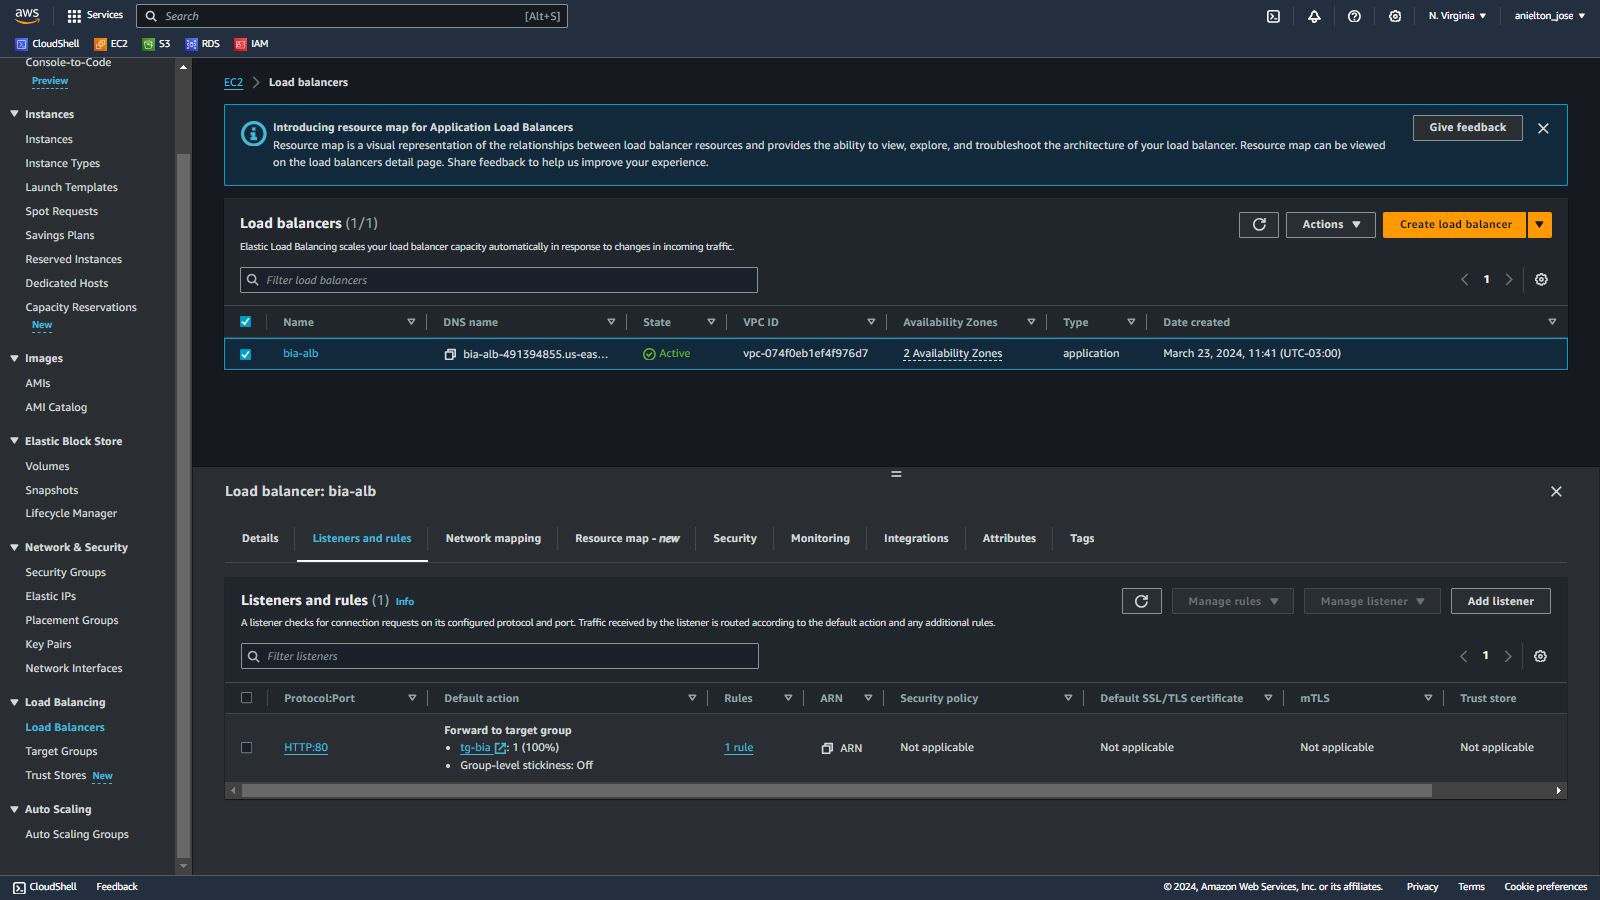 aws
Services
Search
[Alt+S]
N. Virginia
anielton_jose
CloudShell
EC2
S3
RDS
IAM
Console-to-Code
Preview
Instances
Instances
Instance Types
Launch Templates
Spot Requests
Savings Plans
Reserved Instances
Dedicated Hosts
Capacity Reservations
New
Images
AMIs
AMI Catalog
Elastic Block Store
Volumes
Snapshots
Lifecycle Manager
Network & Security
Security Groups
Elastic IPs
Placement Groups
Key Pairs
Network Interfaces
Load Balancing
Load Balancers
Target Groups
Trust Stores New
Auto Scaling
Auto Scaling Groups
EC2 > Load balancers
Introducing resource map for Application Load Balancers
Resource map is a visual representation of the relationships between load balancer resources and provides the ability to view, explore, and troubleshoot the architecture of your load balancer. Resource map can be viewed
on the load balancers detail page. Share feedback to help us improve your experience.
Give feedback
Load balancers (1/1)
Actions
Create load balancer
Elastic Load Balancing scales your load balancer capacity automatically in response to changes in incoming traffic.
Filter load balancers
1
Name DNS name State VPC ID Availability Zones Type Date created
bia-alb bia-alb-491394855.us-eas... Active vpc-074f0eb1ef4f976d7 2 Availability Zones application March 23, 2024, 11:41 (UTC-03:00)
Load balancer: bia-alb
Details Listeners and rules Network mapping Resource map - new Security Monitoring Integrations Attributes Tags
Listeners and rules (1) Info
Manage rules
Manage listener
Add listener
A listener checks for connection requests on its configured protocol and port. Traffic received by the listener is routed according to the default action and any additional rules.
Filter listeners
1
Protocol:Port Default action Rules ARN Security policy Default SSL/TLS certificate mTLS Trust store
Forward to target group
HTTP:80 • tg-bia : 1 (100%) 1 rule ARN Not applicable Not applicable Not applicable Not applicable
• Group-level stickiness: Off
CloudShell
Feedback
© 2024, Amazon Web Services, Inc. or its affiliates.
Privacy
Terms
Cookie preferences